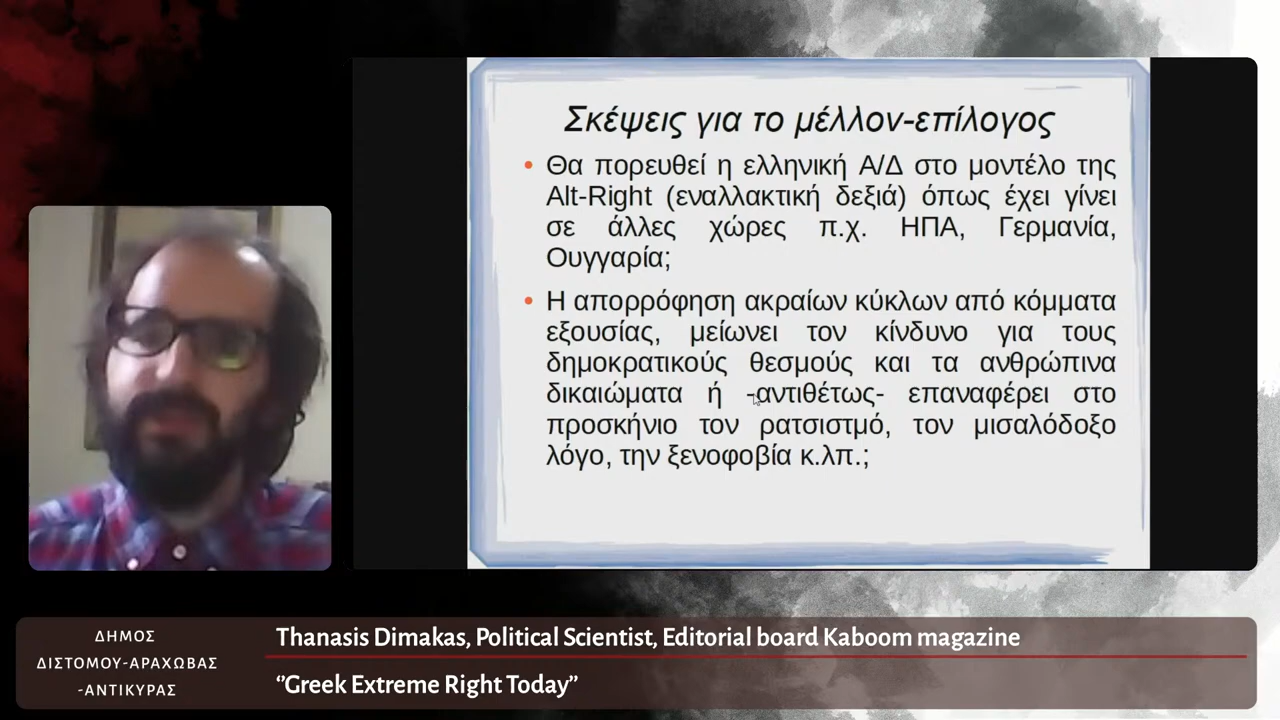 Σκέψεις για το μέλλον-επίλογος
• Θα πορευθεί η ελληνική Α/Δ στο μοντέλο της
Alt-Right (εναλλακτική δεξιά) όπως έχει γίνει
σε άλλες χώρες π.χ. ΗΠΑ, Γερμανία,
Ουγγαρία;
• Η απορρόφηση ακραίων κύκλων από κόμματα
εξουσίας, μειώνει τον κίνδυνο για τους
δημοκρατικούς θεσμούς και τα ανθρώπινα
δικαιώματα ή -αντιθέτως- επαναφέρει στο
προσκήνιο τον ρατσιστμό, τον μισαλόδοξο
λόγο, την ξενοφοβία κ.λπ.;
ΔΗΜΟΣ
ΔΙΣΤΟΜΟΥ-ΑΡΑΧΩΒΑΣ
-ΑΝΤΙΚΥΡΑΣ
Thanasis Dimakas, Political Scientist, Editorial board Kaboom magazine
“Greek Extreme Right Today”